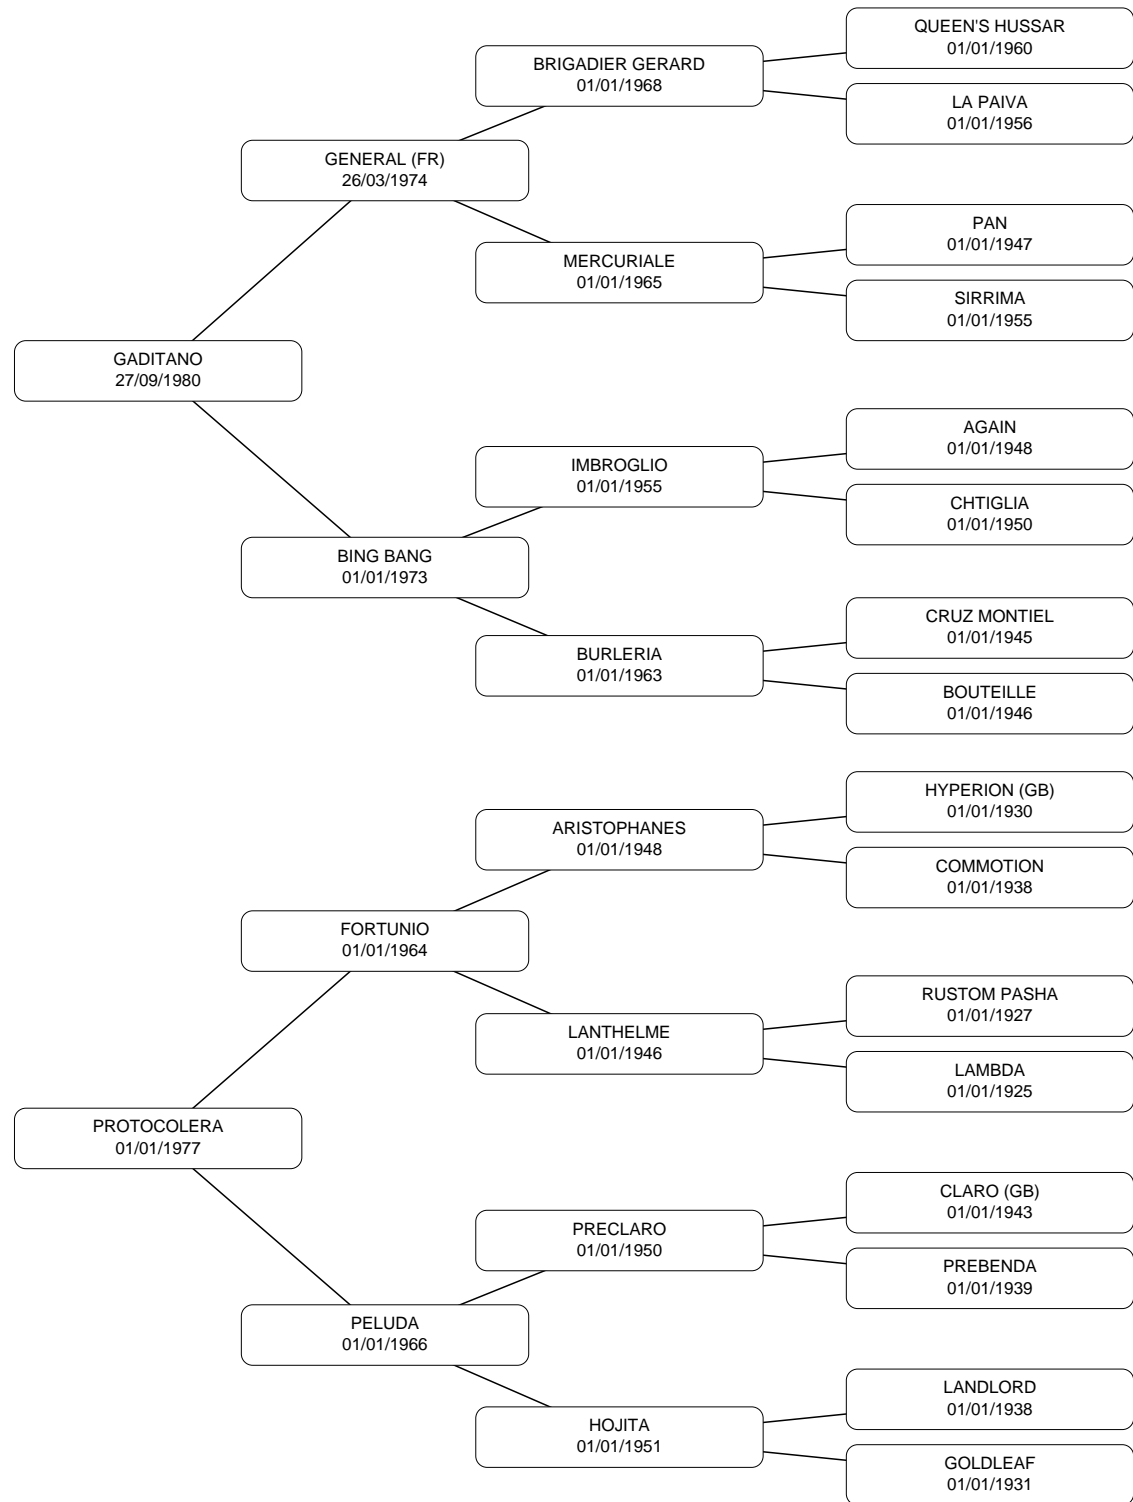 QUEEN'S HUSSAR
01/01/1960
BRIGADIER GERARD
01/01/1968
LA PAIVA
01/01/1956
GENERAL (FR)
26/03/1974
PAN
01/01/1947
MERCURIALE
01/01/1965
SIRRIMA
01/01/1955
GADITANO
27/09/1980
AGAIN
01/01/1948
IMBROGLIO
01/01/1955
CHTIGLIA
01/01/1950
BING BANG
01/01/1973
CRUZ MONTIEL
01/01/1945
BURLERIA
01/01/1963
BOUTEILLE
01/01/1946
HYPERION (GB)
01/01/1930
ARISTOPHANES
01/01/1948
COMMOTION
01/01/1938
FORTUNIO
01/01/1964
RUSTOM PASHA
01/01/1927
LANTHELME
01/01/1946
LAMBDA
01/01/1925
PROTOCOLERA
01/01/1977
CLARO (GB)
01/01/1943
PRECLARO
01/01/1950
PREBENDA
01/01/1939
PELUDA
01/01/1966
LANDLORD
01/01/1938
HOJITA
01/01/1951
GOLDLEAF
01/01/1931